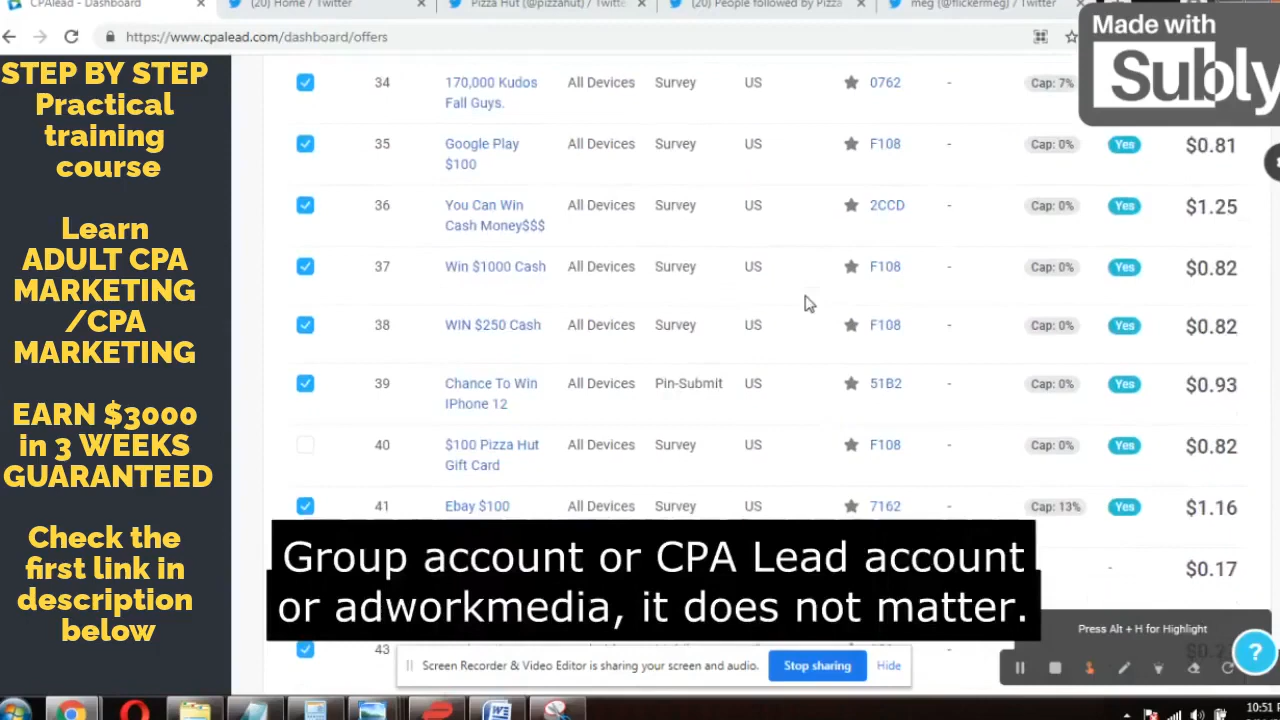 CPAlead - Dashboard
(20) Home / Twitter
Pizza Hut (@pizzahut) / Twitte
(20) People followed by Pizza
meg (@flickermeg) / Twitter
https://www.cpalead.com/dashboard/offers
Made with
Subly
STEP BY STEP
Practical
training
course
Learn
ADULT CPA
MARKETING
/CPA
MARKETING
EARN $3000
in 3 WEEKS
GUARANTEED
Check the
first link in
description
below
34 170,000 Kudos All Devices Survey US 0762 - Cap: 7%
Fall Guys.
35 Google Play All Devices Survey US F108 - Cap: 0% Yes $0.81
$100
36 You Can Win All Devices Survey US 2CCD - Cap: 0% Yes $1.25
Cash Money$$$
37 Win $1000 Cash All Devices Survey US F108 - Cap: 0% Yes $0.82
38 WIN $250 Cash All Devices Survey US F108 - Cap: 0% Yes $0.82
39 Chance To Win All Devices Pin-Submit US 51B2 - Cap: 0% Yes $0.93
IPhone 12
40 $100 Pizza Hut All Devices Survey US F108 - Cap: 0% Yes $0.82
Gift Card
41 Ebay $100 All Devices Survey US 7162 - Cap: 13% Yes $1.16
- $0.17
43
Group account or CPA Lead account
or adworkmedia, it does not matter.
Press Alt + H for Highlight
Screen Recorder & Video Editor is sharing your screen and audio.
Stop sharing
Hide
?
10:51